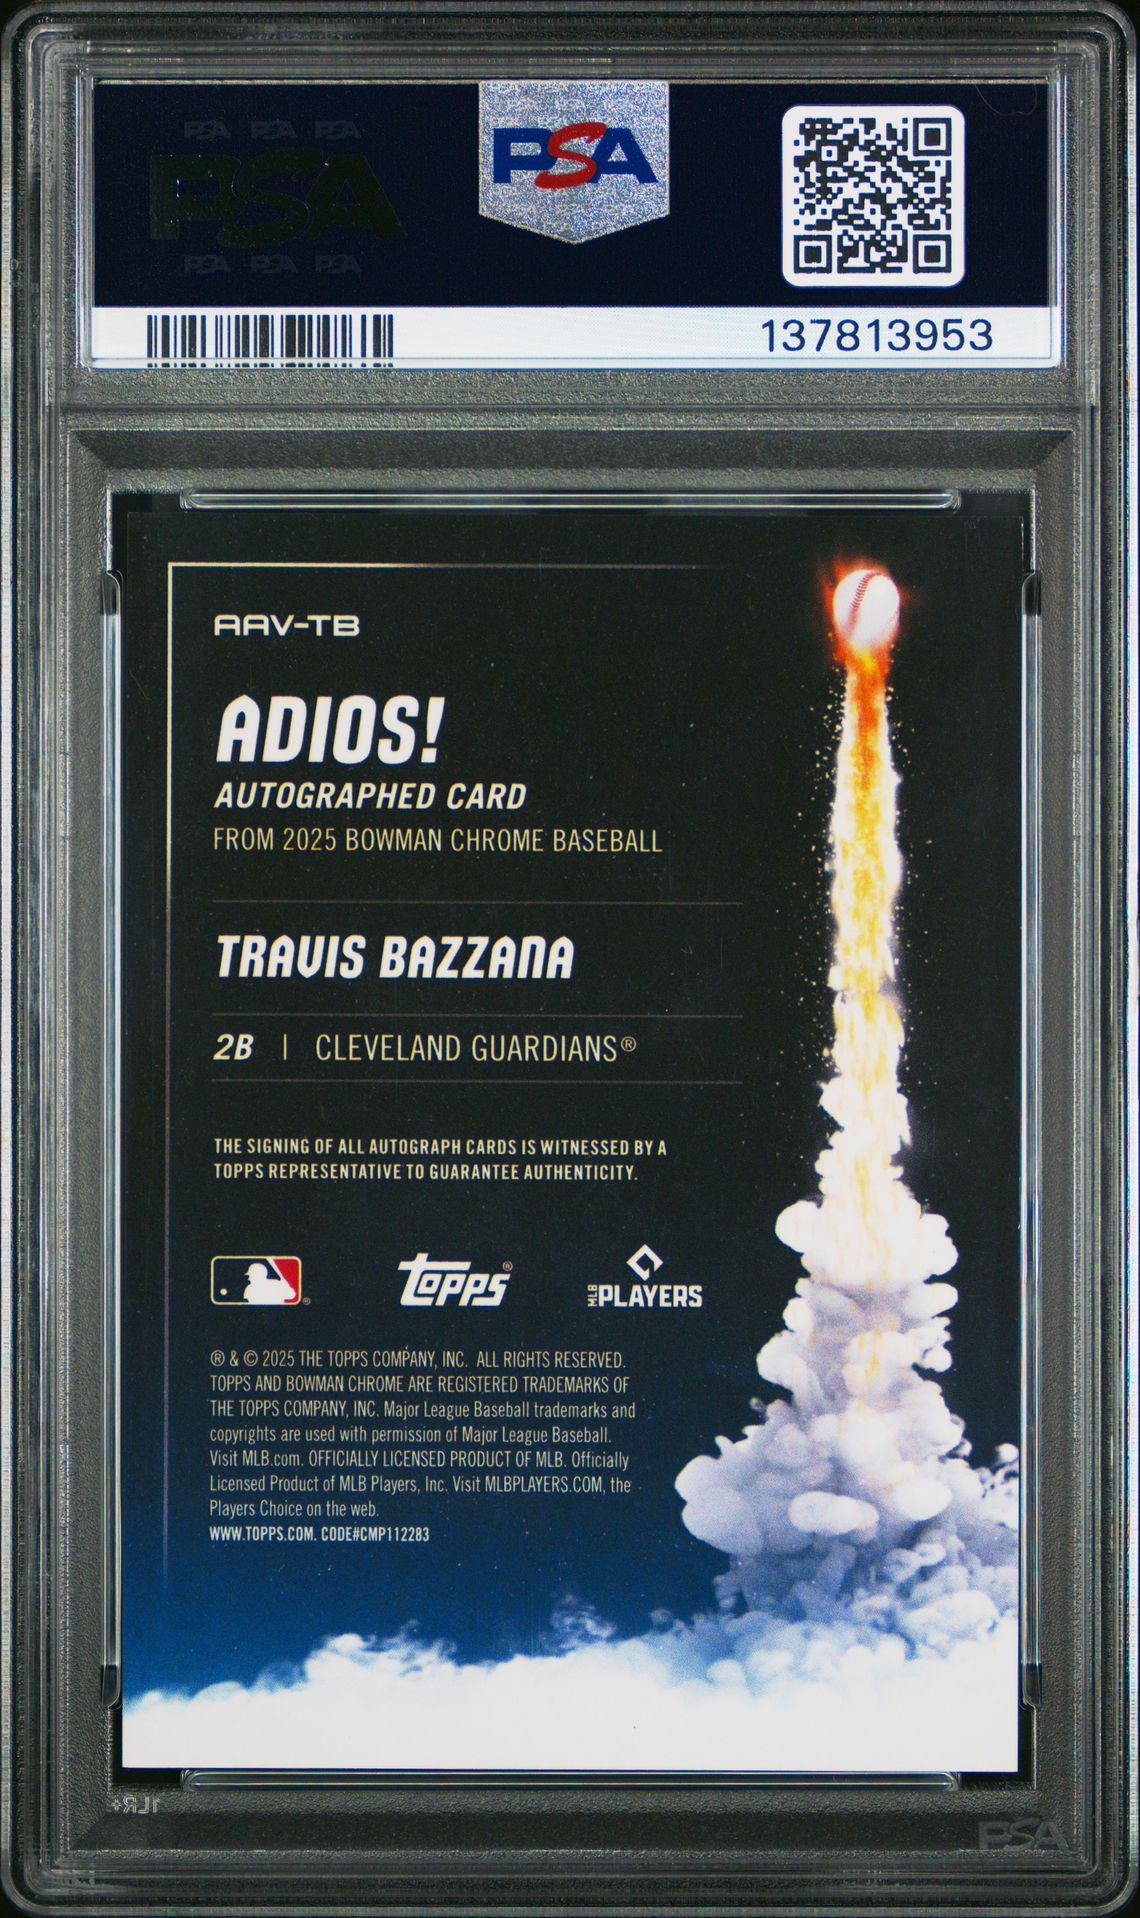 PSA PSA PSA
PSA
PSA PSA PSA
PSA
137813953
AAV-TB
ADIOS!
AUTOGRAPHED CARD
FROM 2025 BOWMAN CHROME BASEBALL
TRAVIS BAZZANA
2B | CLEVELAND GUARDIANS®
THE SIGNING OF ALL AUTOGRAPH CARDS IS WITNESSED BY A
TOPPS REPRESENTATIVE TO GUARANTEE AUTHENTICITY.
®
Topps®
MLB PLAYERS
® & © 2025 THE TOPPS COMPANY, INC. ALL RIGHTS RESERVED.
TOPPS AND BOWMAN CHROME ARE REGISTERED TRADEMARKS OF
THE TOPPS COMPANY, INC. Major League Baseball trademarks and
copyrights are used with permission of Major League Baseball.
Visit MLB.com. OFFICIALLY LICENSED PRODUCT OF MLB. Officially
Licensed Product of MLB Players, Inc. Visit MLBPLAYERS.COM, the
Players Choice on the web.
WWW.TOPPS.COM. CODE#CMP112283
1LR+
PSA